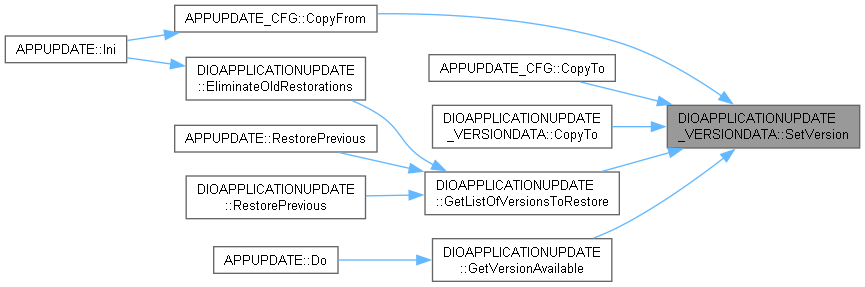 APPUPDATE_CFG::CopyFrom
APPUPDATE::Ini
DIOAPPLICATIONUPDATE
::EliminateOldRestorations
APPUPDATE_CFG::CopyTo
DIOAPPLICATIONUPDATE
_VERSIONDATA::CopyTo
DIOAPPLICATIONUPDATE
_VERSIONDATA::SetVersion
APPUPDATE::RestorePrevious
DIOAPPLICATIONUPDATE
::RestorePrevious
DIOAPPLICATIONUPDATE
::GetListOfVersionsToRestore
APPUPDATE::Do
DIOAPPLICATIONUPDATE
::GetVersionAvailable